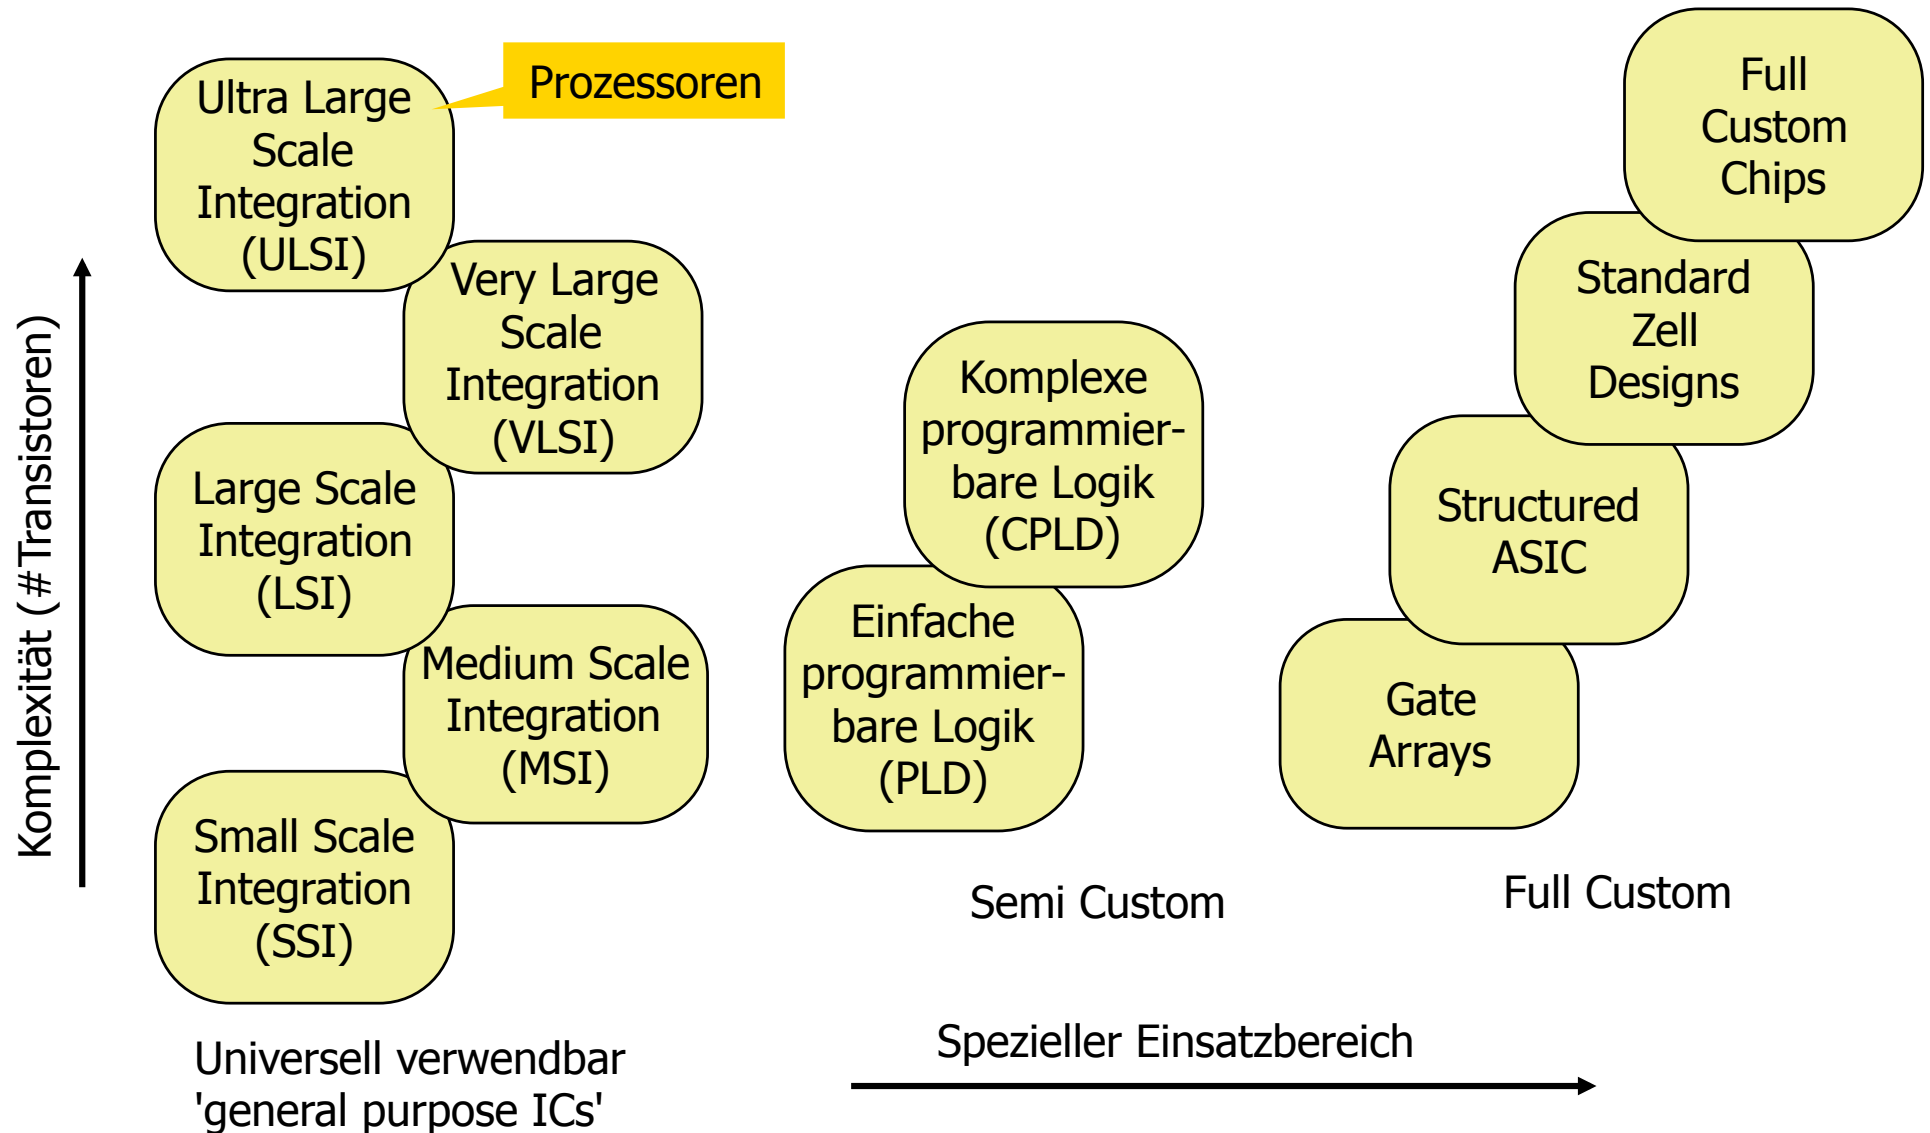 Prozessoren
Ultra Large
Scale
Integration
(ULSI)
Very Large
Scale
Integration
(VLSI)
Large Scale
Integration
(LSI)
Medium Scale
Integration
(MSI)
Small Scale
Integration
(SSI)
Komplexe
programmier-
bare Logik
(CPLD)
Einfache
programmier-
bare Logik
(PLD)
Full
Custom
Chips
Standard
Zell
Designs
Structured
ASIC
Gate
Arrays
Komplexität (#Transistoren)
Semi Custom
Full Custom
Universell verwendbar
'general purpose ICs'
Spezieller Einsatzbereich